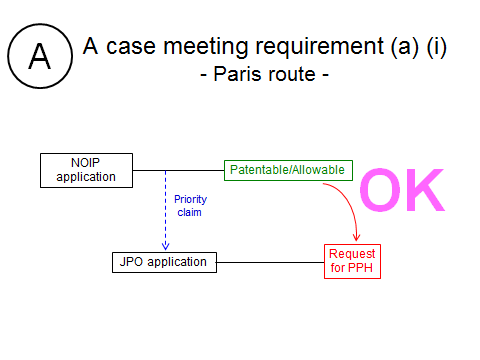 A
A case meeting requirement (a) (i)
- Paris route -
NOIP
application
Patentable/Allowable
OK
Priority
claim
JPO application
Request
for PPH